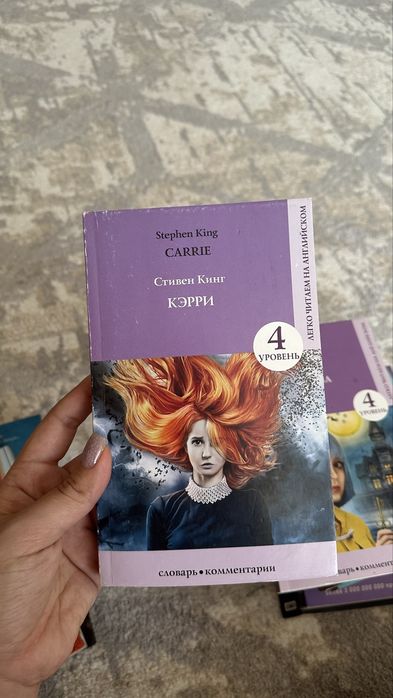 Stephen King
CARRIE
Стивен Кинг
КЭРРИ
4
УРОВЕНЬ
ЛЕГКО ЧИТАЕМ НА АНГЛИЙСКОМ
словарь•комментарии
4
УРОВЕНЬ